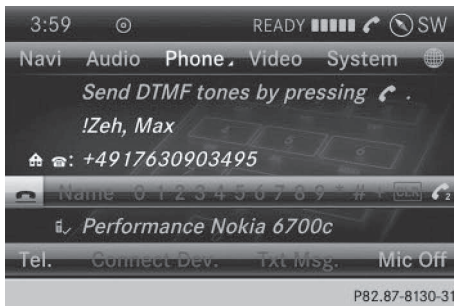 3:59 READY SW
Navi Audio Phone Video System
Send DTMF tones by pressing .
!Zeh, Max
: +4917630903495
Name 0 1 2 3 4 5 6 7 8 9 * # +  2
Performance Nokia 6700c
Tel. Connect Dev. Txt Msg. Mic Off
P82.87-8130-31